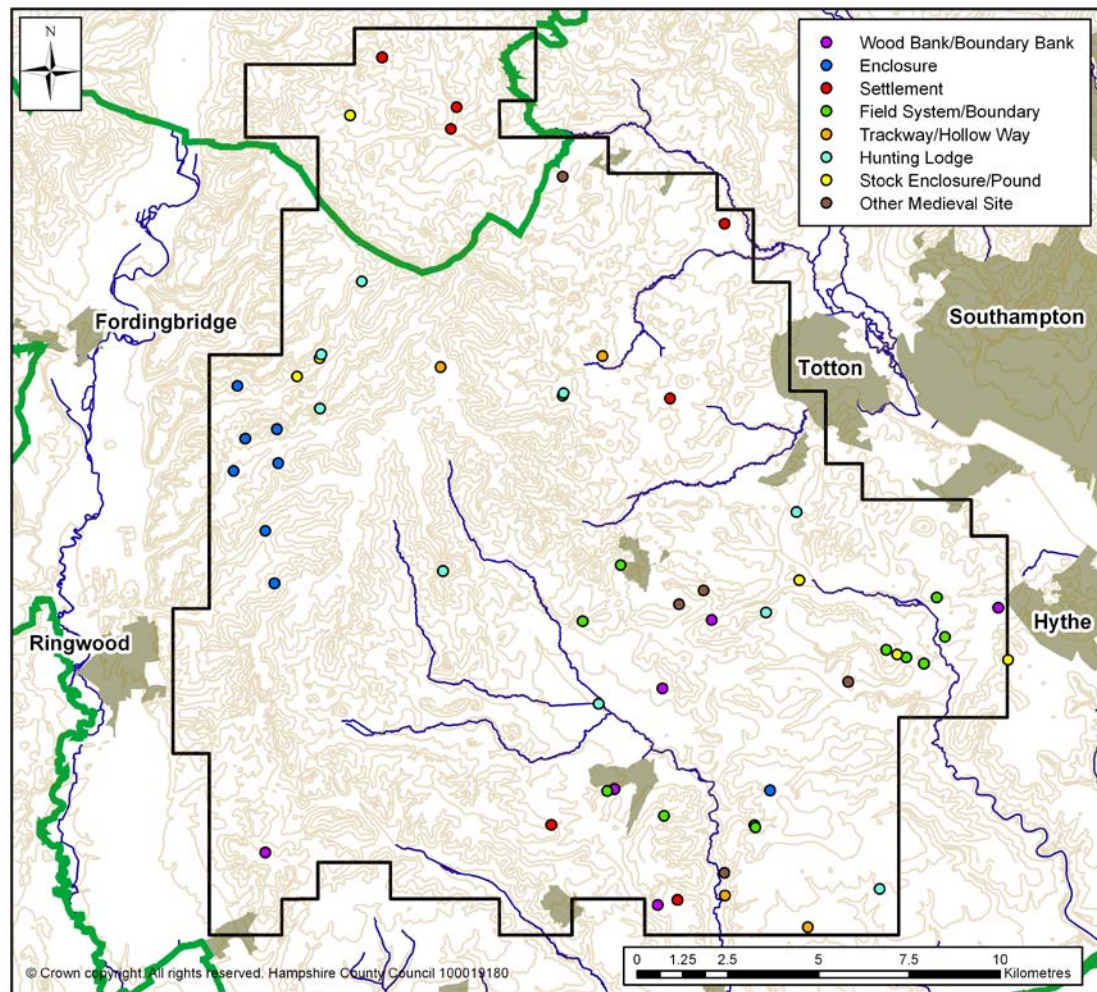 N
Wood Bank/Boundary Bank
Enclosure
Settlement
Field System/Boundary
Trackway/Hollow Way
Hunting Lodge
Stock Enclosure/Pound
Other Medieval Site
Fordingbridge
Southampton
Totton
Ringwood
Hythe
0 1.25 2.5 5 7.5 10
Kilometres
© Crown copyright. All rights reserved. Hampshire County Council 100019180